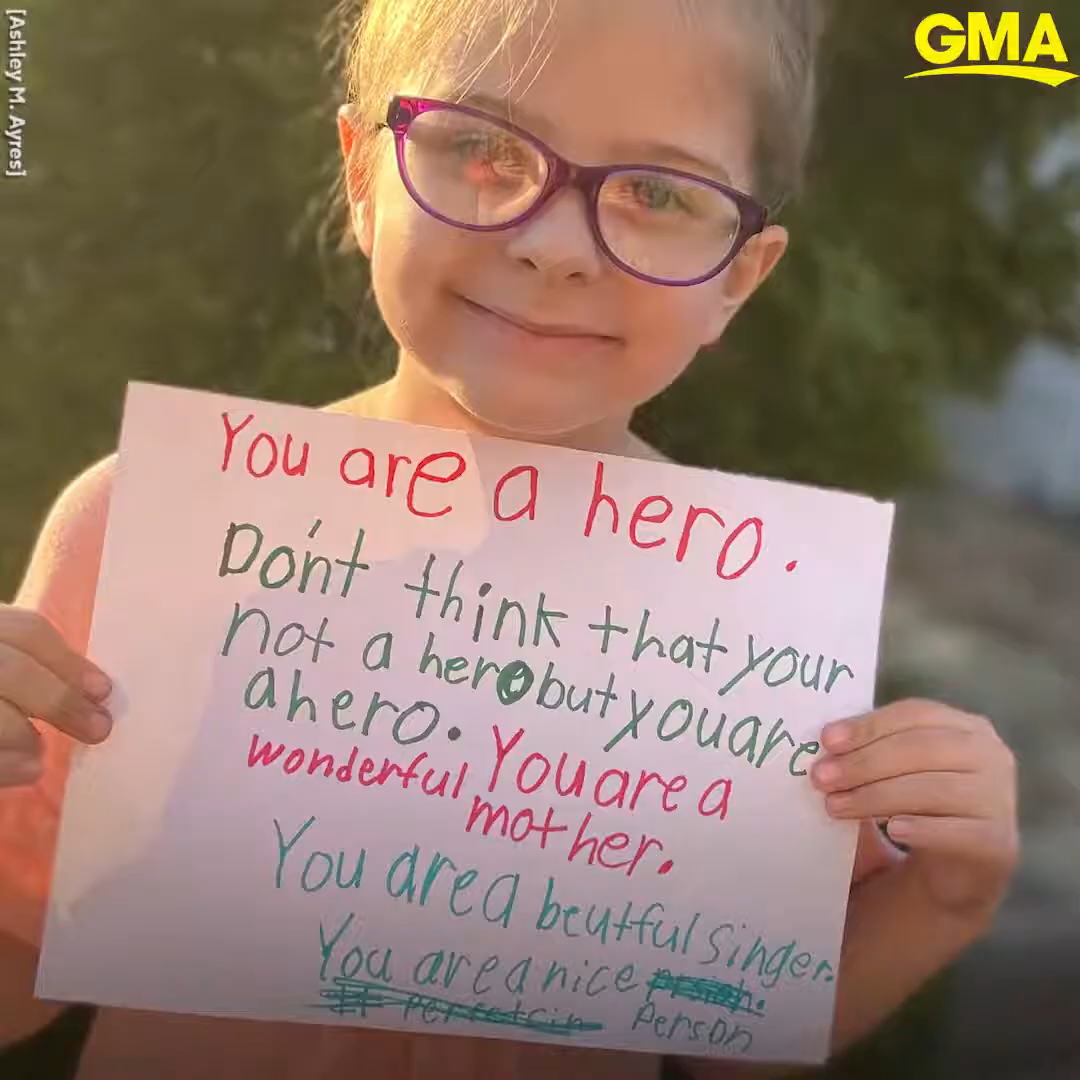 [Ashley M. Ayres]
GMA
You are a hero.
Don't think that your
not a hero but you are
a hero.
wonderful You are a
mother.
You are a beutful singer.
You are a nice
Person